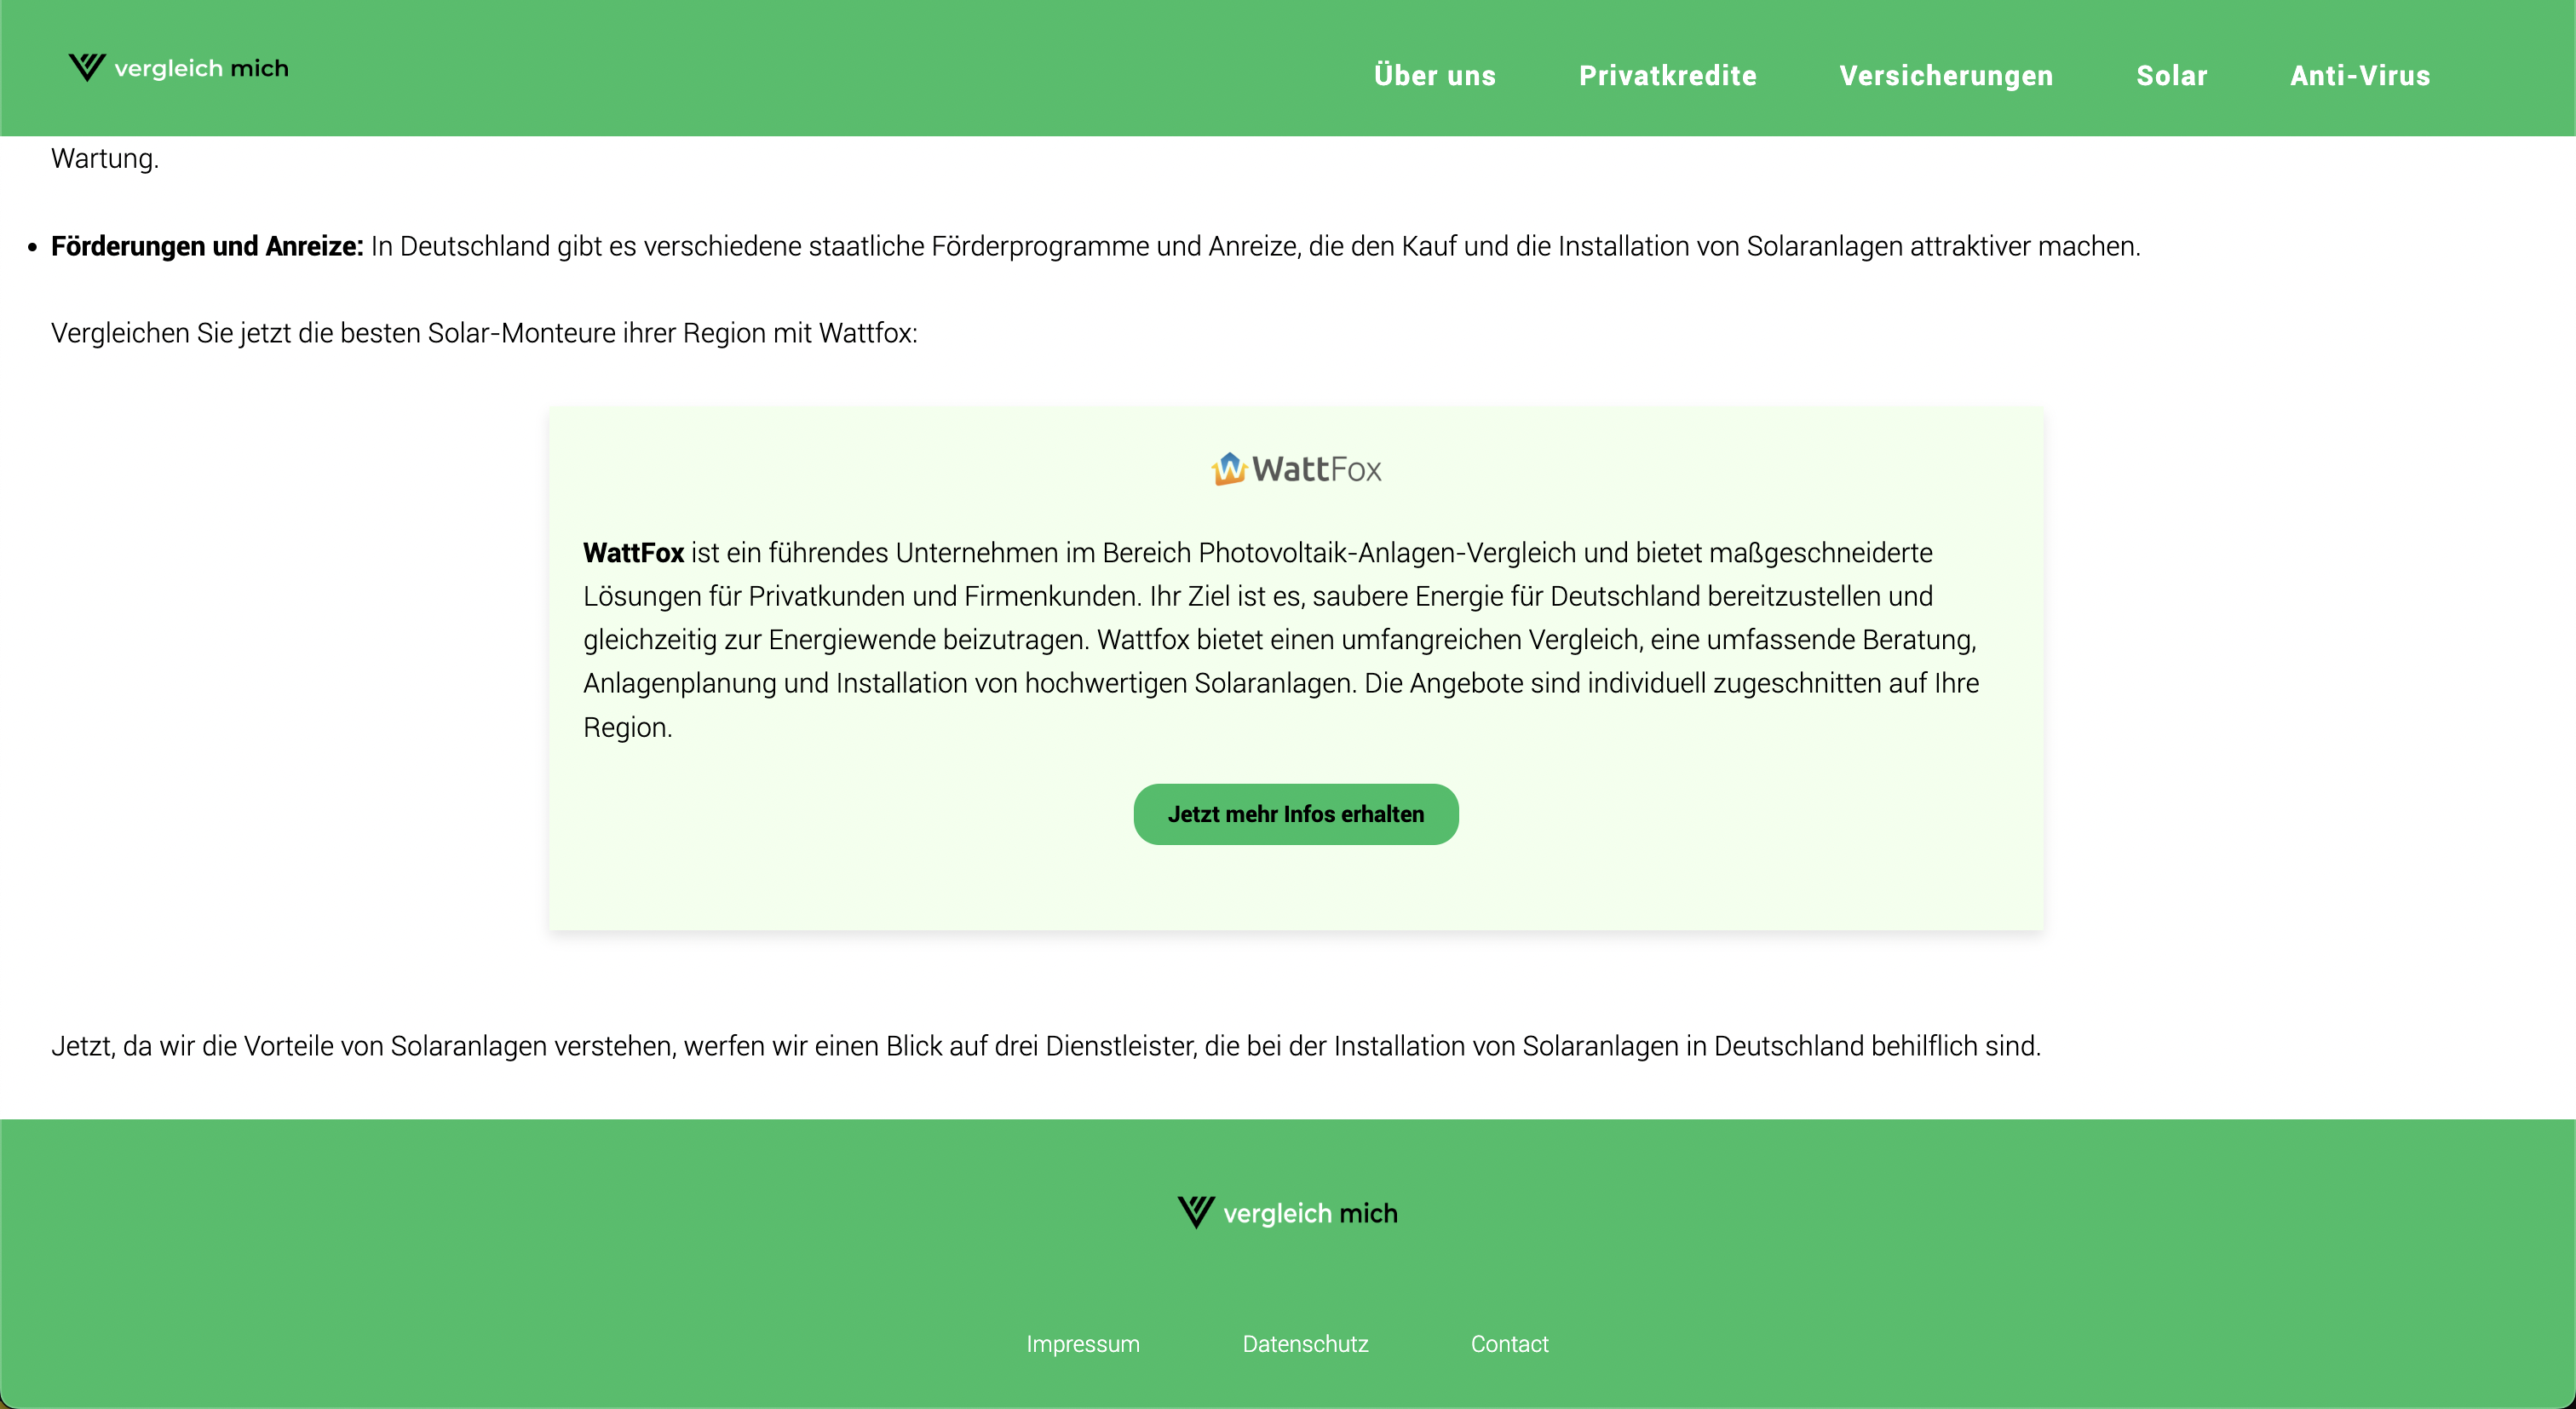 vergleich mich
Über uns
Privatkredite
Versicherungen
Solar
Anti-Virus
Wartung.
• Förderungen und Anreize: In Deutschland gibt es verschiedene staatliche Förderprogramme und Anreize, die den Kauf und die Installation von Solaranlagen attraktiver machen.
Vergleichen Sie jetzt die besten Solar-Monteure ihrer Region mit Wattfox:
WattFox
WattFox ist ein führendes Unternehmen im Bereich Photovoltaik-Anlagen-Vergleich und bietet maßgeschneiderte
Lösungen für Privatkunden und Firmenkunden. Ihr Ziel ist es, saubere Energie für Deutschland bereitzustellen und
gleichzeitig zur Energiewende beizutragen. Wattfox bietet einen umfangreichen Vergleich, eine umfassende Beratung,
Anlagenplanung und Installation von hochwertigen Solaranlagen. Die Angebote sind individuell zugeschnitten auf Ihre
Region.
Jetzt mehr Infos erhalten
Jetzt, da wir die Vorteile von Solaranlagen verstehen, werfen wir einen Blick auf drei Dienstleister, die bei der Installation von Solaranlagen in Deutschland behilflich sind.
vergleich mich
Impressum
Datenschutz
Contact